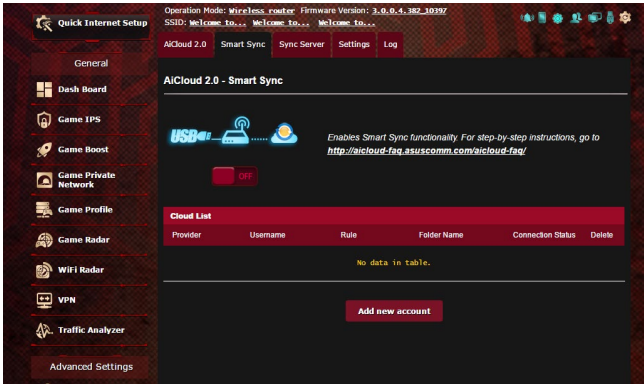 Quick Internet Setup
Operation Mode: Wireless router Firmware Version: 3.0.0.4.382_10397
SSID: Welcome to... Welcome to... Welcome to...
AiCloud 2.0 Smart Sync Sync Server Settings Log
General
Dash Board
Game IPS
Game Boost
Game Private
Network
Game Profile
Game Radar
WiFi Radar
VPN
Traffic Analyzer
Advanced Settings
AiCloud 2.0 - Smart Sync
USB
Enables Smart Sync functionality. For step-by-step instructions, go to
http://aicloud-faq.asuscomm.com/aicloud-faq/
OFF
Cloud List
Provider Username Rule Folder Name Connection Status Delete
No data in table.
Add new account